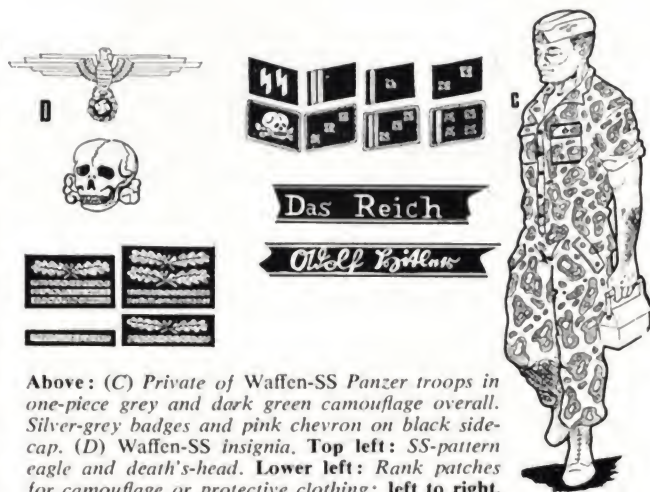 D
C
Das Reich
Adolf Hitler
Above: (C) Private of Waffen-SS Panzer troops in
one-piece grey and dark green camouflage overall.
Silver-grey badges and pink chevron on black side-
cap. (D) Waffen-SS insignia. Top left: SS-pattern
eagle and death's-head. Lower left: Rank patches
for camouflage or protective clothing: left to right,